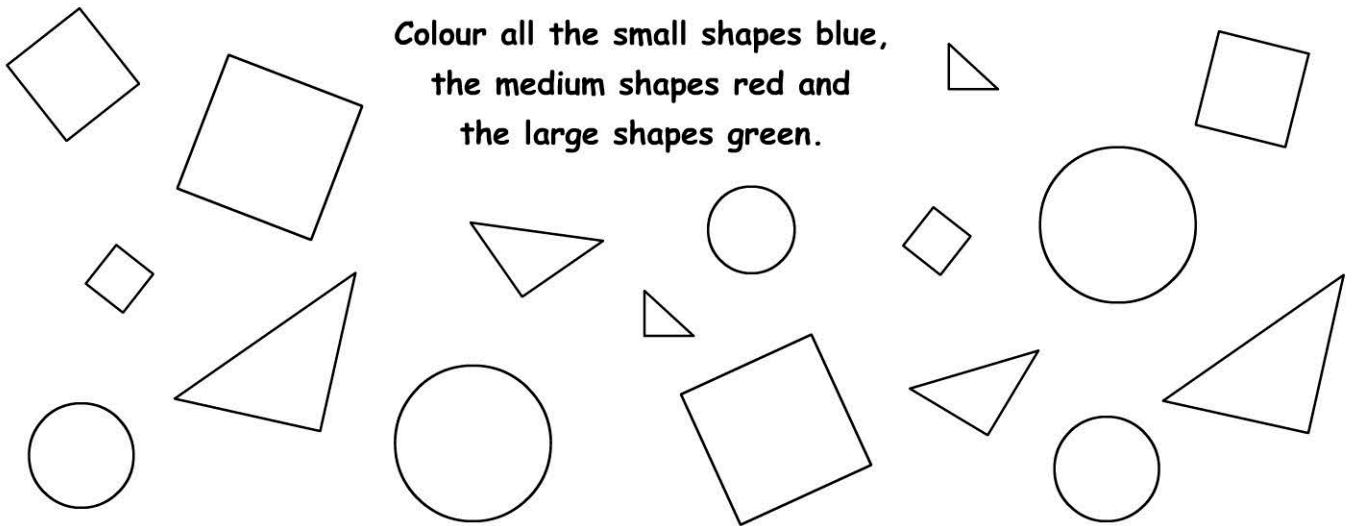 Colour all the small shapes blue,
the medium shapes red and
the large shapes green.